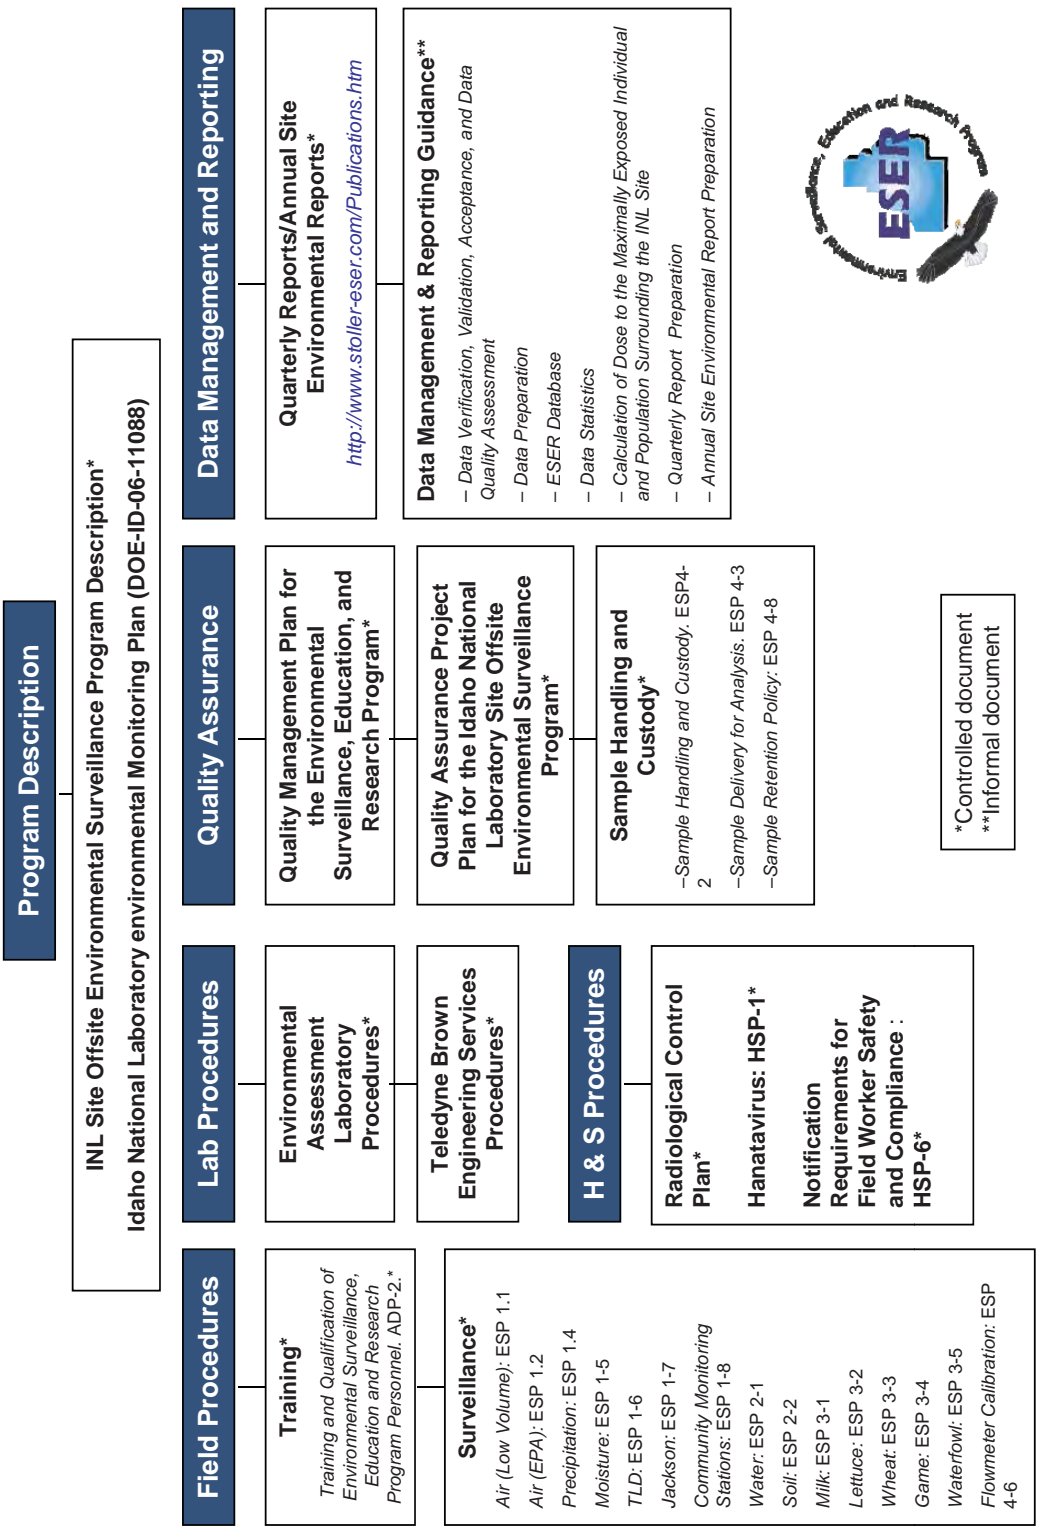 Program Description
INL Site Offsite Environmental Surveillance Program Description*
Idaho National Laboratory environmental Monitoring Plan (DOE-ID-06-11088)
Field Procedures
Training*
Training and Qualification of
Environmental Surveillance,
Education and Research
Program Personnel. ADP-2.*
Surveillance*
Air (Low Volume): ESP 1.1
Air (EPA): ESP 1.2
Precipitation: ESP 1.4
Moisture: ESP 1-5
TLD: ESP 1-6
Jackson: ESP 1-7
Community Monitoring
Stations: ESP 1-8
Water: ESP 2-1
Soil: ESP 2-2
Milk: ESP 3-1
Lettuce: ESP 3-2
Wheat: ESP 3-3
Game: ESP 3-4
Waterfowl: ESP 3-5
Flowmeter Calibration: ESP
4-6
Lab Procedures
Environmental
Assessment
Laboratory
Procedures*
Teledyne Brown
Engineering Services
Procedures*
H & S Procedures
Radiological Control
Plan*
Hanatavirus: HSP-1*
Notification
Requirements for
Field Worker Safety
and Compliance :
HSP-6*
Quality Assurance
Quality Management Plan for
the Environmental
Surveillance, Education, and
Research Program*
Quality Assurance Project
Plan for the Idaho National
Laboratory Site Offsite
Environmental Surveillance
Program*
Sample Handling and
Custody*
–Sample Handling and Custody. ESP4-
2
–Sample Delivery for Analysis. ESP 4-3
–Sample Retention Policy: ESP 4-8
Data Management and Reporting
Quarterly Reports/Annual Site
Environmental Reports*
http://www.stoller-eser.com/Publications.htm
Data Management & Reporting Guidance**
– Data Verification, Validation, Acceptance, and Data
Quality Assessment
– Data Preparation
– ESER Database
– Data Statistics
– Calculation of Dose to the Maximally Exposed Individual
and Population Surrounding the INL Site
– Quarterly Report Preparation
– Annual Site Environmental Report Preparation
*Controlled document
**Informal document
Environmental Surveillance, Education and Research Program
ESER